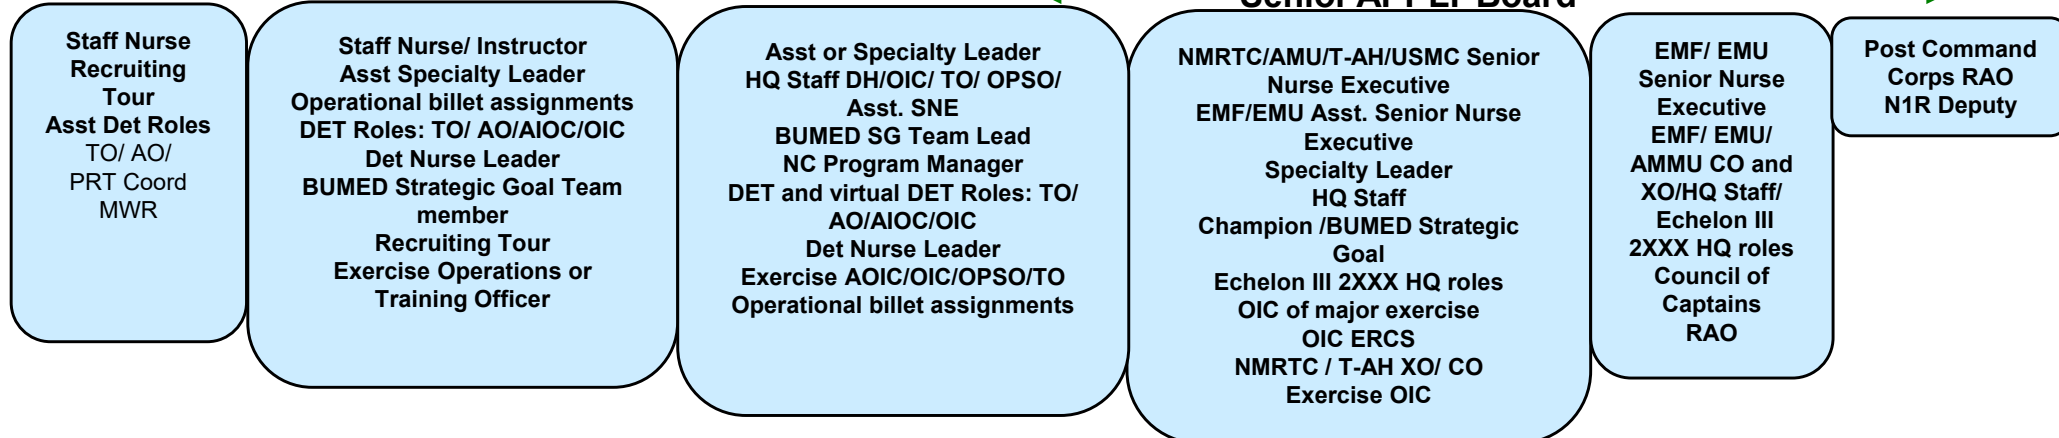 Senior APPLY Board
Staff Nurse
Recruiting
Tour
Asst Det Roles
TO/ AO/
PRT Coord
MWR
Staff Nurse/ Instructor
Asst Specialty Leader
Operational billet assignments
DET Roles: TO/ AO/AIOC/OIC
Det Nurse Leader
BUMED Strategic Goal Team
member
Recruiting Tour
Exercise Operations or
Training Officer
Asst or Specialty Leader
HQ Staff DH/OIC/ TO/ OPSO/
Asst. SNE
BUMED SG Team Lead
NC Program Manager
DET and virtual DET Roles: TO/
AO/AIOC/OIC
Det Nurse Leader
Exercise AOIC/OIC/OPSO/TO
Operational billet assignments
NMRTC/AMU/T-AH/USMC Senior
Nurse Executive
EMF/EMU Asst. Senior Nurse
Executive
Specialty Leader
HQ Staff
Champion /BUMED Strategic
Goal
Echelon III 2XXX HQ roles
OIC of major exercise
OIC ERCS
NMRTC / T-AH XO/ CO
Exercise OIC
EMF/ EMU
Senior Nurse
Executive
EMF/ EMU/
AMMU CO and
XO/HQ Staff/
Echelon III
2XXX HQ roles
Council of
Captains
RAO
Post Command
Corps RAO
N1R Deputy